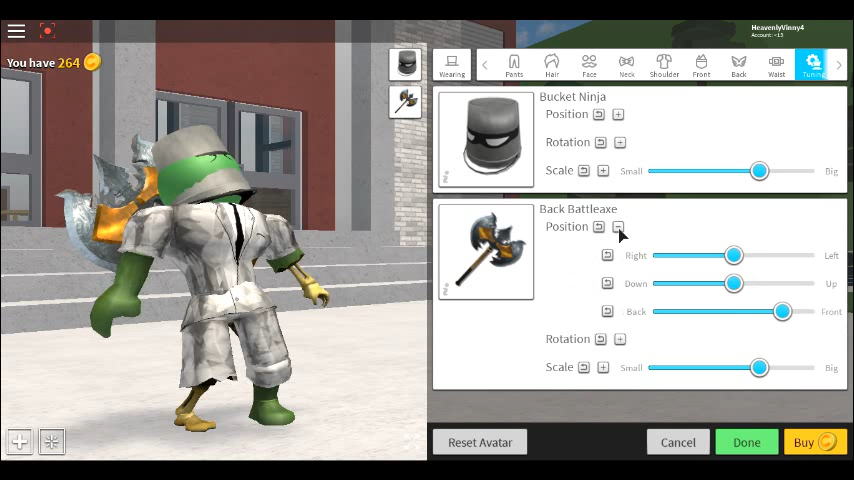 HeavenlyVinny4
Account: <13
You have 264
Wearing
Pants
Hair
Face
Neck
Shoulder
Front
Back
Waist
Tuning
Bucket Ninja
Position
Rotation
Scale Small Big
Back Battleaxe
Position
Right Left
Down Up
Back Front
Rotation
Scale Small Big
Reset Avatar
Cancel
Done
Buy